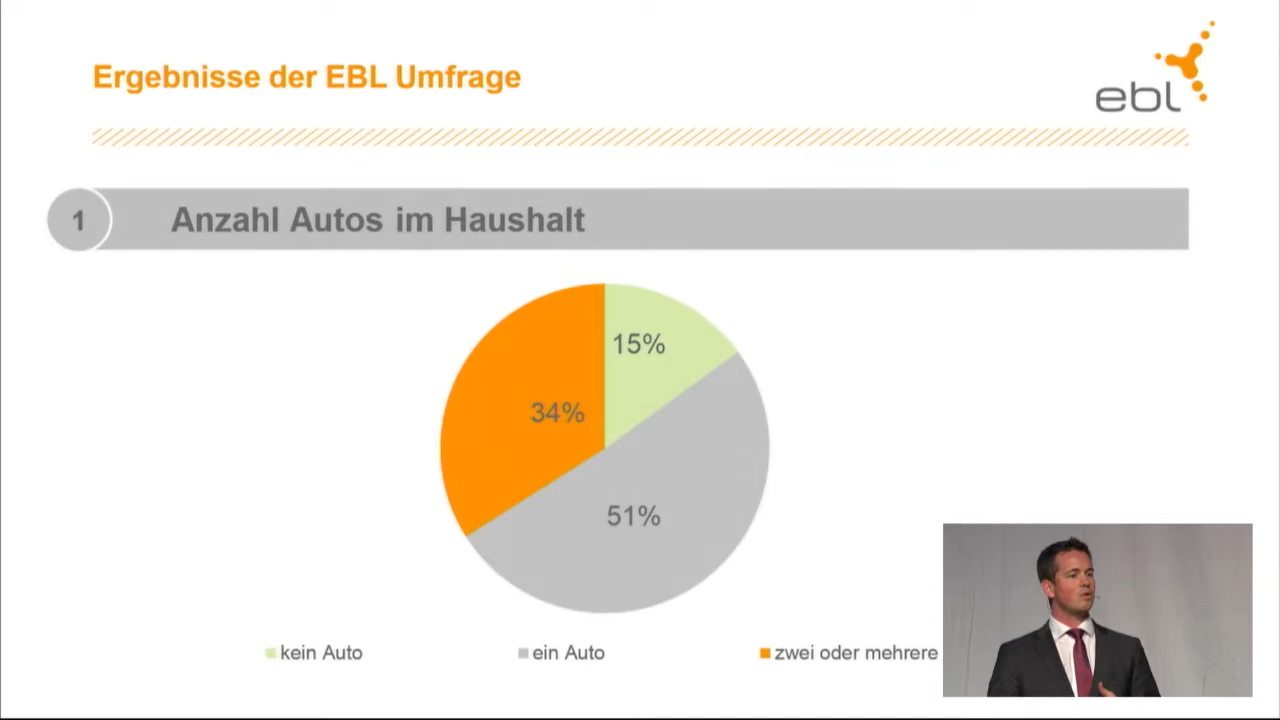 Ergebnisse der EBL Umfrage
ebl
1 Anzahl Autos im Haushalt
15%
34%
51%
kein Auto ein Auto zwei oder mehrere